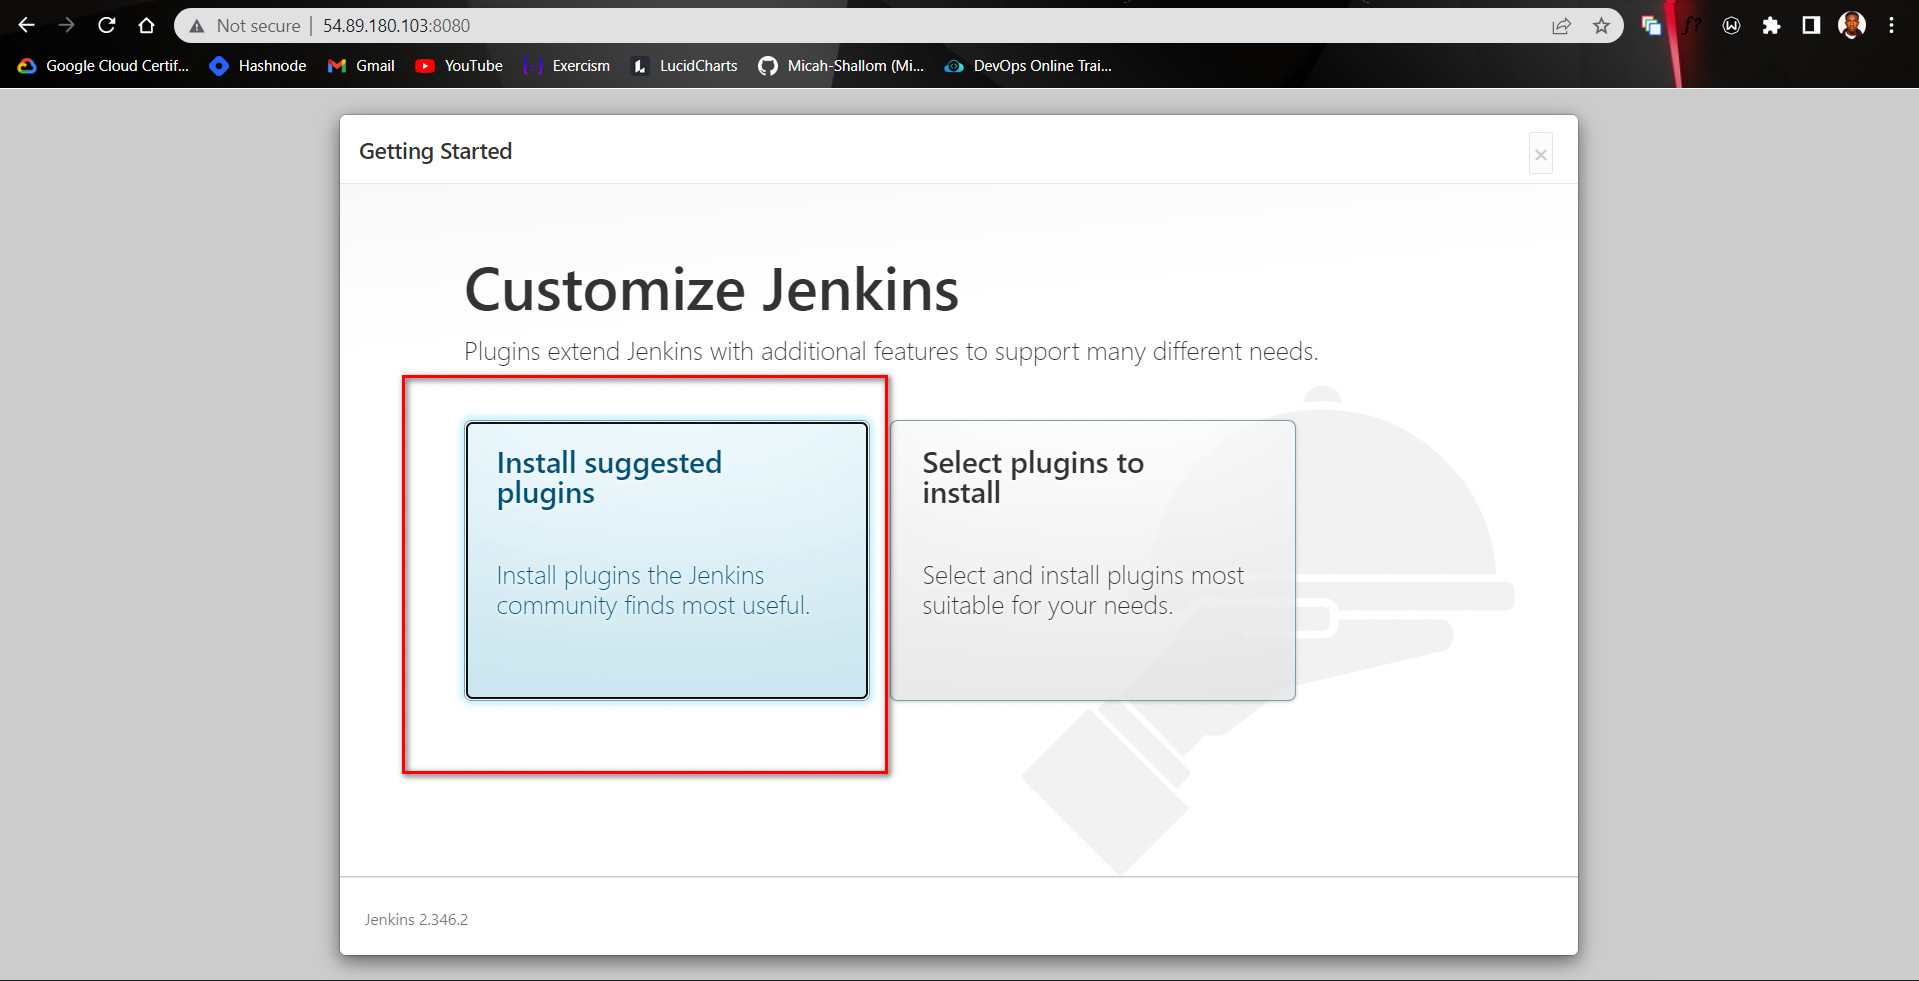 Not secure | 54.89.180.103:8080
Google Cloud Certif... Hashnode Gmail YouTube Exercism LucidCharts Micah-Shallom (Mi... DevOps Online Trai...
Getting Started
×
Customize Jenkins
Plugins extend Jenkins with additional features to support many different needs.
Install suggested
plugins
Install plugins the Jenkins
community finds most useful.
Select plugins to
install
Select and install plugins most
suitable for your needs.
Jenkins 2.346.2